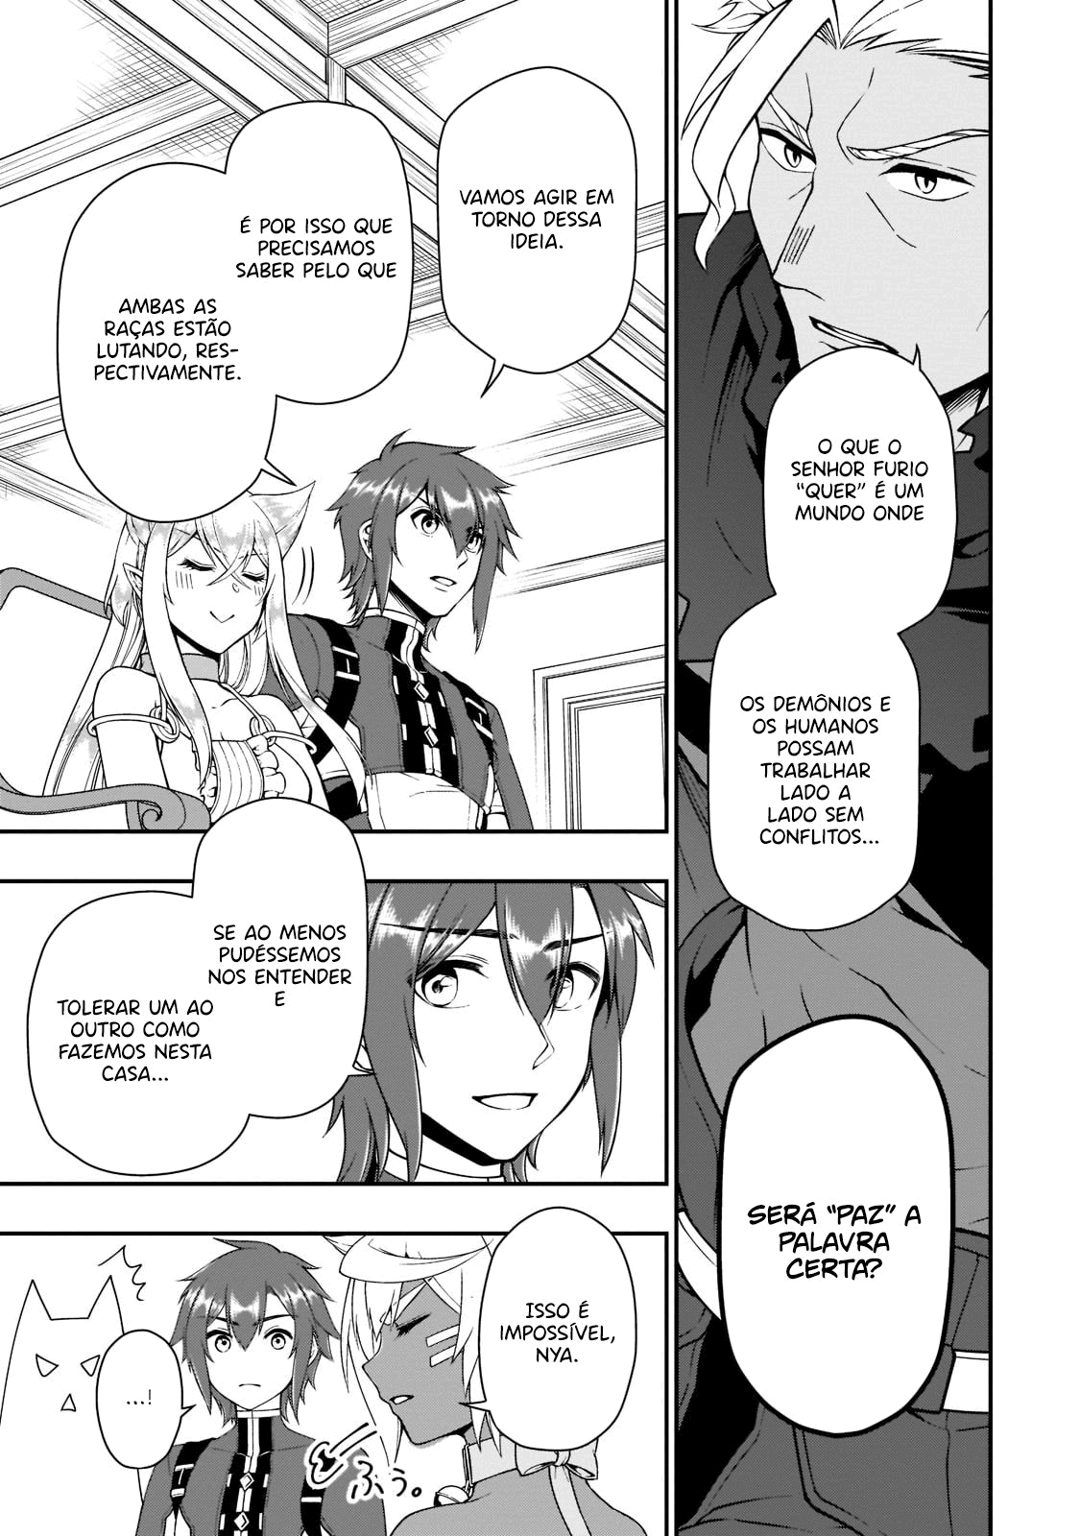 O QUE O
SENHOR FURIO
“QUER” É UM
MUNDO ONDE
OS DEMÔNIOS E
OS HUMANOS
POSSAM
TRABALHAR
LADO A
LADO SEM
CONFLITOS...
SERÁ “PAZ” A
PALAVRA
CERTA?
VAMOS AGIR EM
TORNO DESSA
IDEIA.
É POR ISSO QUE
PRECISAMOS
SABER PELO QUE
AMBAS AS
RAÇAS ESTÃO
LUTANDO, RES-
PECTIVAMENTE.
SE AO MENOS
PUDÉSSEMOS
NOS ENTENDER
E
TOLERAR UM AO
OUTRO COMO
FAZEMOS NESTA
CASA...
ISSO É
IMPOSSÍVEL,
NYA.
...!
ふぅ。